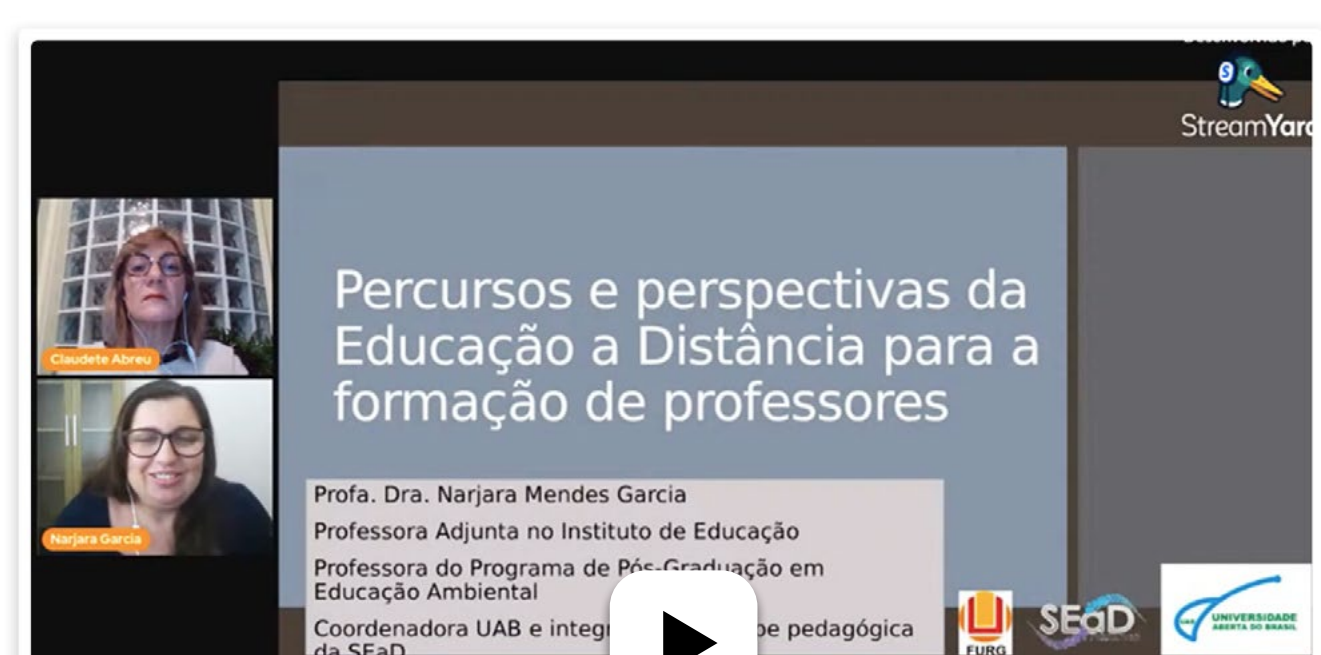 StreamYard
Claudete Abreu
Narjara Garcia
Percursos e perspectivas da
Educação a Distância para a
formação de professores
Profa. Dra. Narjara Mendes Garcia
Professora Adjunta no Instituto de Educação
Professora do Programa de Pós-Graduação em
Educação Ambiental
Coordenadora UAB e pedagógica
da SEaD
FURG
SEaD
UNIVERSIDADE
ABERTA DO BRASIL